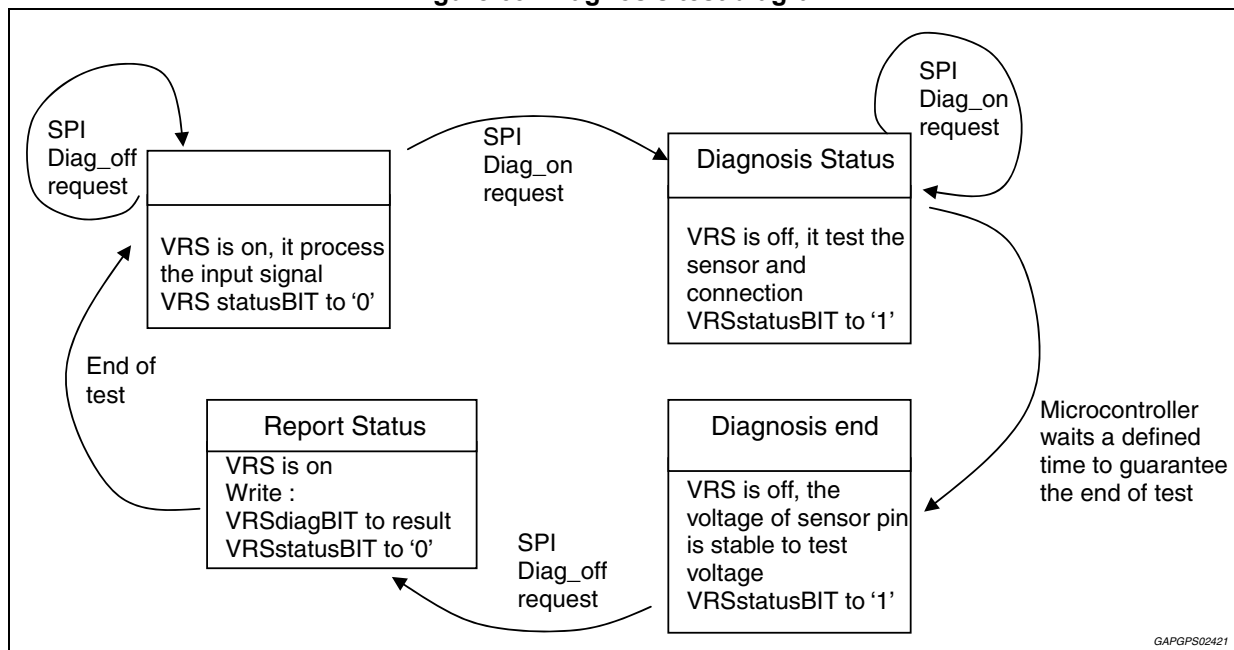 SPI
Diag_off
request
VRS is on, it process
the input signal
VRS statusBIT to ‘0’
SPI
Diag_on
request
Diagnosis Status
VRS is off, it test the
sensor and
connection
VRSstatusBIT to ‘1’
SPI
Diag_on
request
End of
test
Report Status
VRS is on
Write :
VRSdiagBIT to result
VRSstatusBIT to ‘0’
SPI
Diag_off
request
Diagnosis end
VRS is off, the
voltage of sensor pin
is stable to test
voltage
VRSstatusBIT to ‘1’
Microcontroller
waits a defined
time to guarantee
the end of test
GAPGPS02421